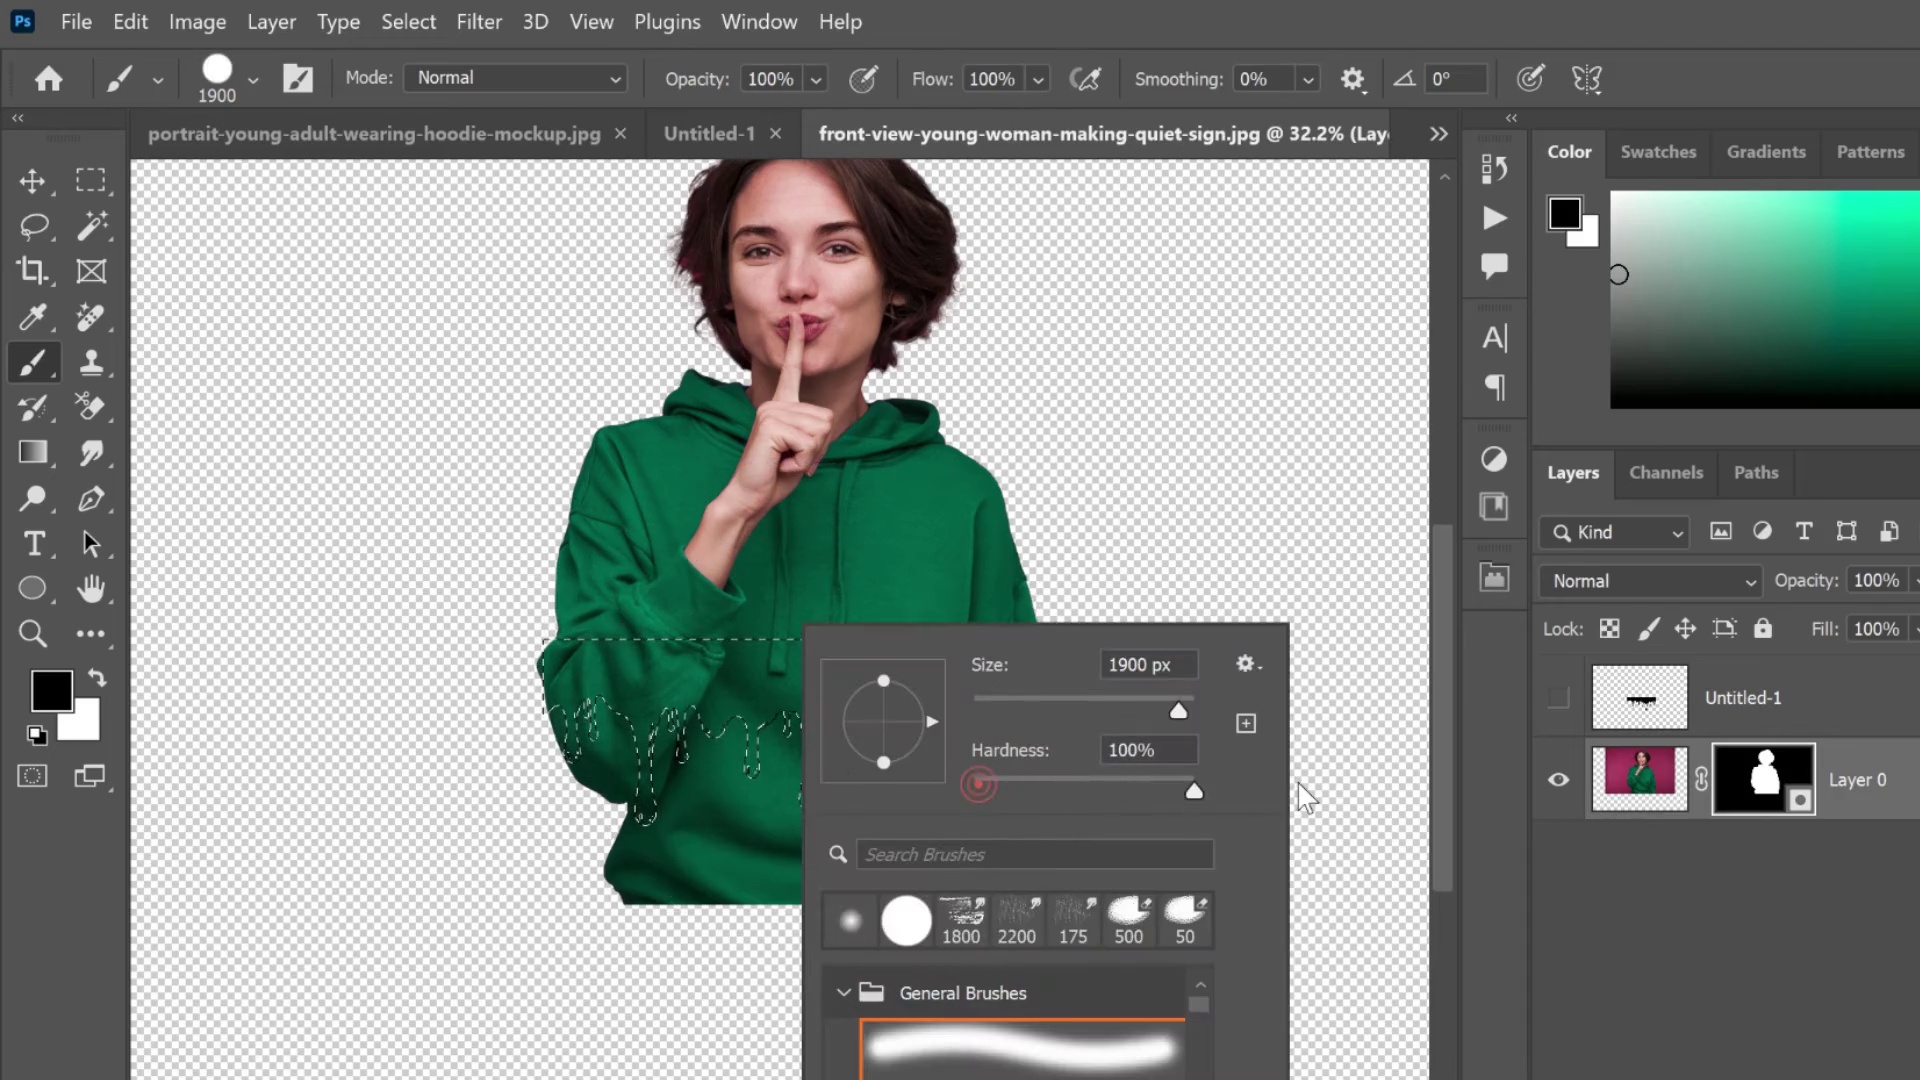 Ps File Edit Image Layer Type Select Filter 3D View Plugins Window Help
1900 Mode: Normal Opacity: 100% Flow: 100% Smoothing: 0% 0°
portrait-young-adult-wearing-hoodie-mockup.jpg Untitled-1 front-view-young-woman-making-quiet-sign.jpg @ 32.2% (Laye
Color Swatches Gradients Patterns
Layers Channels Paths
Kind
Normal Opacity: 100%
Lock: Fill: 100%
Untitled-1
Layer 0
Size: 1900 px
Hardness: 100%
Search Brushes
1800 2200 175 500 50
General Brushes